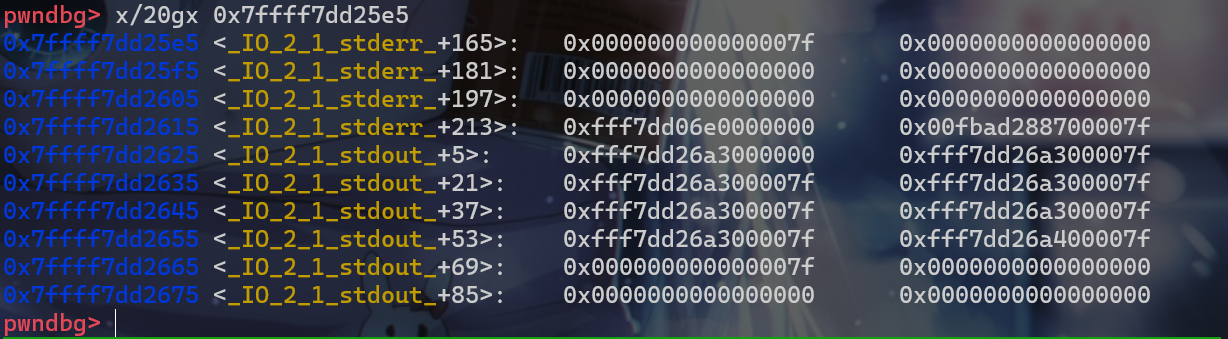 pwndbg> x/20gx 0x7ffff7dd25e5
0x7ffff7dd25e5 <_IO_2_1_stderr_+165>: 0x000000000000007f 0x0000000000000000
0x7ffff7dd25f5 <_IO_2_1_stderr_+181>: 0x0000000000000000 0x0000000000000000
0x7ffff7dd2605 <_IO_2_1_stderr_+197>: 0x0000000000000000 0x0000000000000000
0x7ffff7dd2615 <_IO_2_1_stderr_+213>: 0xfff7dd06e0000000 0x00fbad288700007f
0x7ffff7dd2625 <_IO_2_1_stdout_+5>: 0xfff7dd26a3000000 0xfff7dd26a300007f
0x7ffff7dd2635 <_IO_2_1_stdout_+21>: 0xfff7dd26a300007f 0xfff7dd26a300007f
0x7ffff7dd2645 <_IO_2_1_stdout_+37>: 0xfff7dd26a300007f 0xfff7dd26a300007f
0x7ffff7dd2655 <_IO_2_1_stdout_+53>: 0xfff7dd26a300007f 0xfff7dd26a400007f
0x7ffff7dd2665 <_IO_2_1_stdout_+69>: 0x000000000000007f 0x0000000000000000
0x7ffff7dd2675 <_IO_2_1_stdout_+85>: 0x0000000000000000 0x0000000000000000
pwndbg>